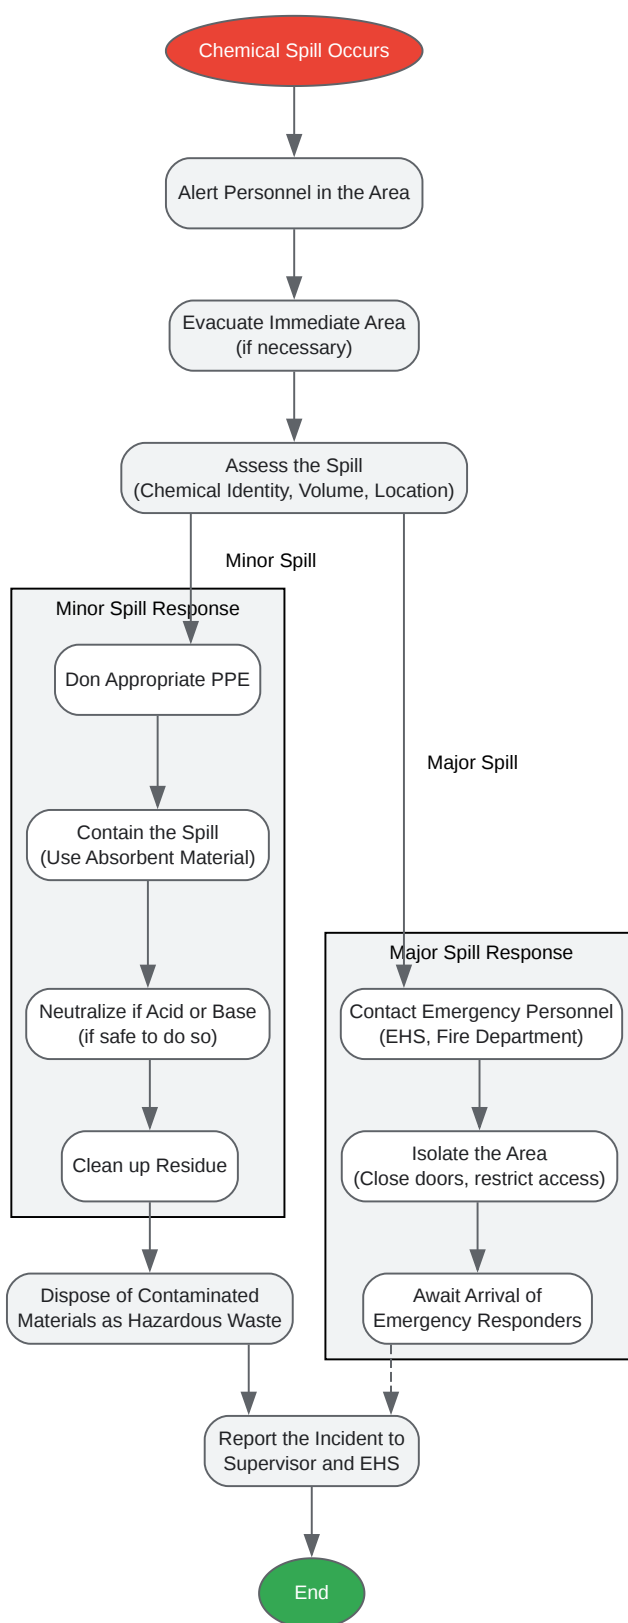 Chemical Spill Occurs
Alert Personnel in the Area
Evacuate Immediate Area
(if necessary)
Assess the Spill
(Chemical Identity, Volume, Location)
Minor Spill
Minor Spill Response
Don Appropriate PPE
Contain the Spill
(Use Absorbent Material)
Neutralize if Acid or Base
(if safe to do so)
Clean up Residue
Dispose of Contaminated
Materials as Hazardous Waste
Major Spill
Major Spill Response
Contact Emergency Personnel
(EHS, Fire Department)
Isolate the Area
(Close doors, restrict access)
Await Arrival of
Emergency Responders
Report the Incident to
Supervisor and EHS
End